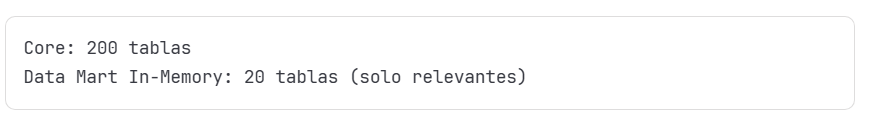 Core: 200 tablas
Data Mart In-Memory: 20 tablas (solo relevantes)